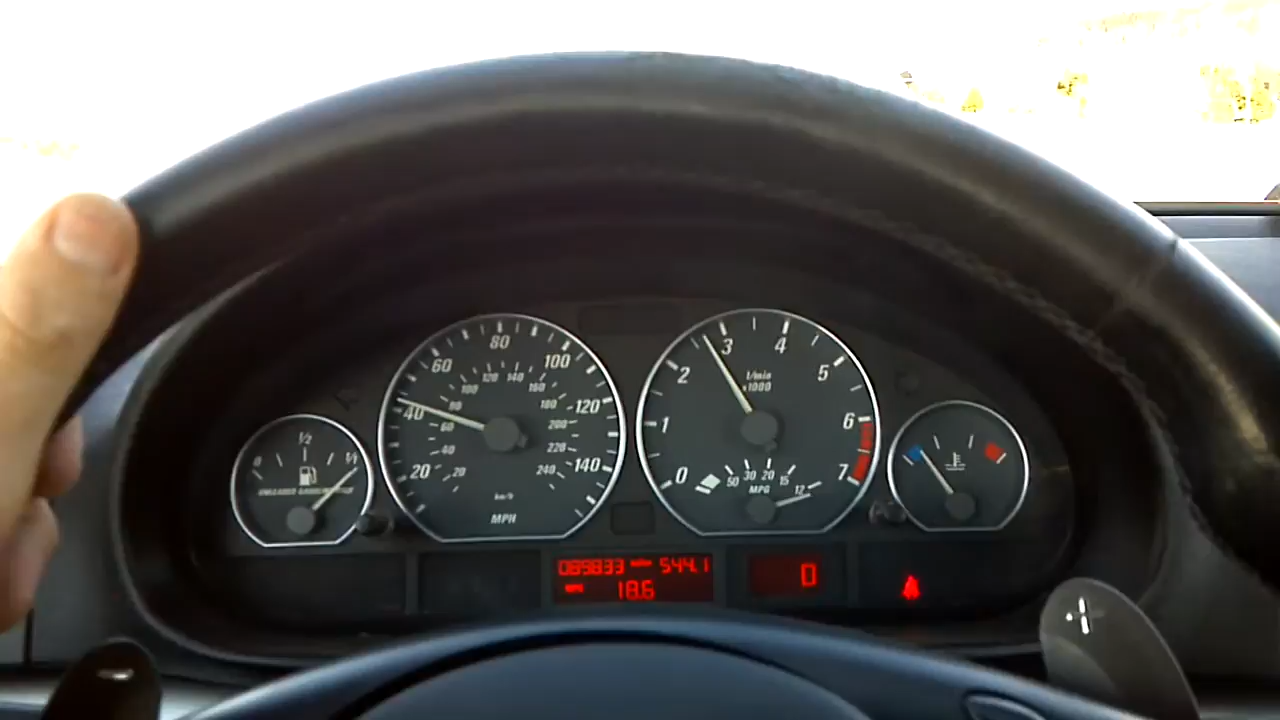 0 1/2 1/1
UNLEADED GASOLINE ONLY
20 40 60 80 100 120 140
20 40 60 80 100 120 140 160 180 200 220 240
km/h
MPH
0 1 2 3 4 5 6 7
1/min
x1000
50 30 20 15 12
MPG
089833 544.1
MPG 18.6
D
+